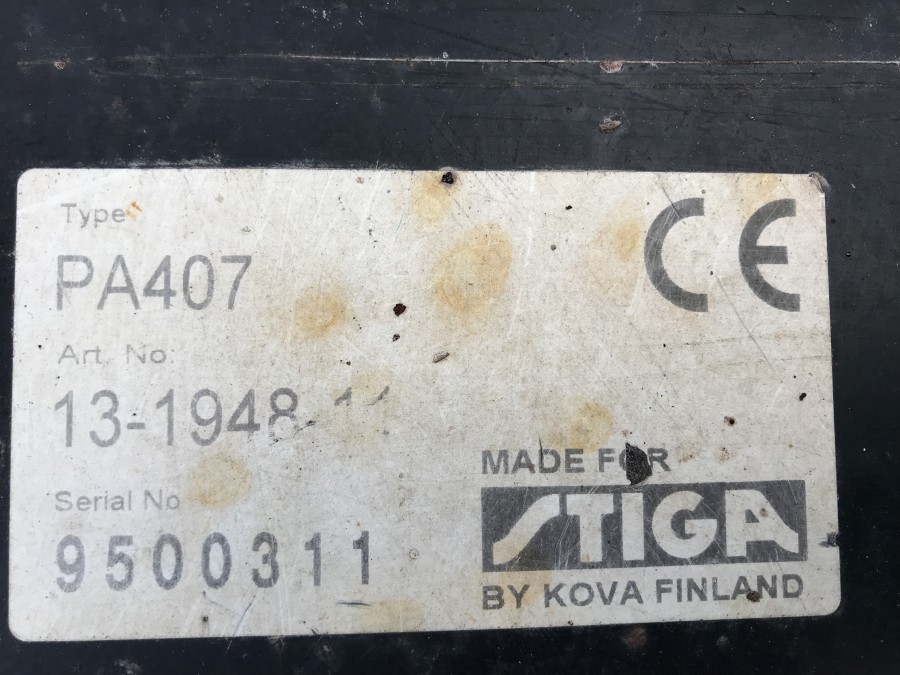 Type
PA407
CE
Art. No:
13-1948
Serial No
9500311
MADE FOR
STIGA
BY KOVA FINLAND